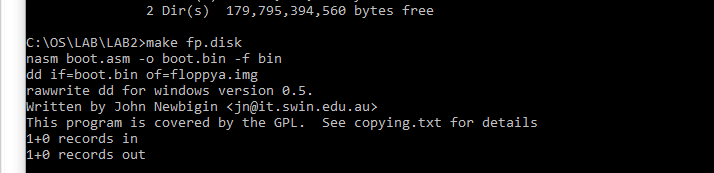 2 Dir(s)  179,795,394,560 bytes free
C:\OS\LAB\LAB2>make fp.disk
nasm boot.asm -o boot.bin -f bin
dd if=boot.bin of=floppya.img
rawwrite dd for windows version 0.5.
Written by John Newbigin <jn@it.swin.edu.au>
This program is covered by the GPL.  See copying.txt for details
1+0 records in
1+0 records out